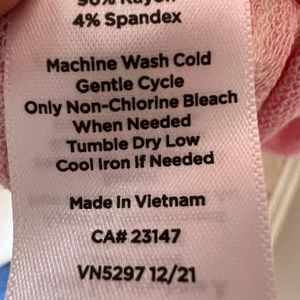 96% Rayon
4% Spandex
Machine Wash Cold
Gentle Cycle
Only Non-Chlorine Bleach
When Needed
Tumble Dry Low
Cool Iron If Needed
Made In Vietnam
CA# 23147
VN5297 12/21